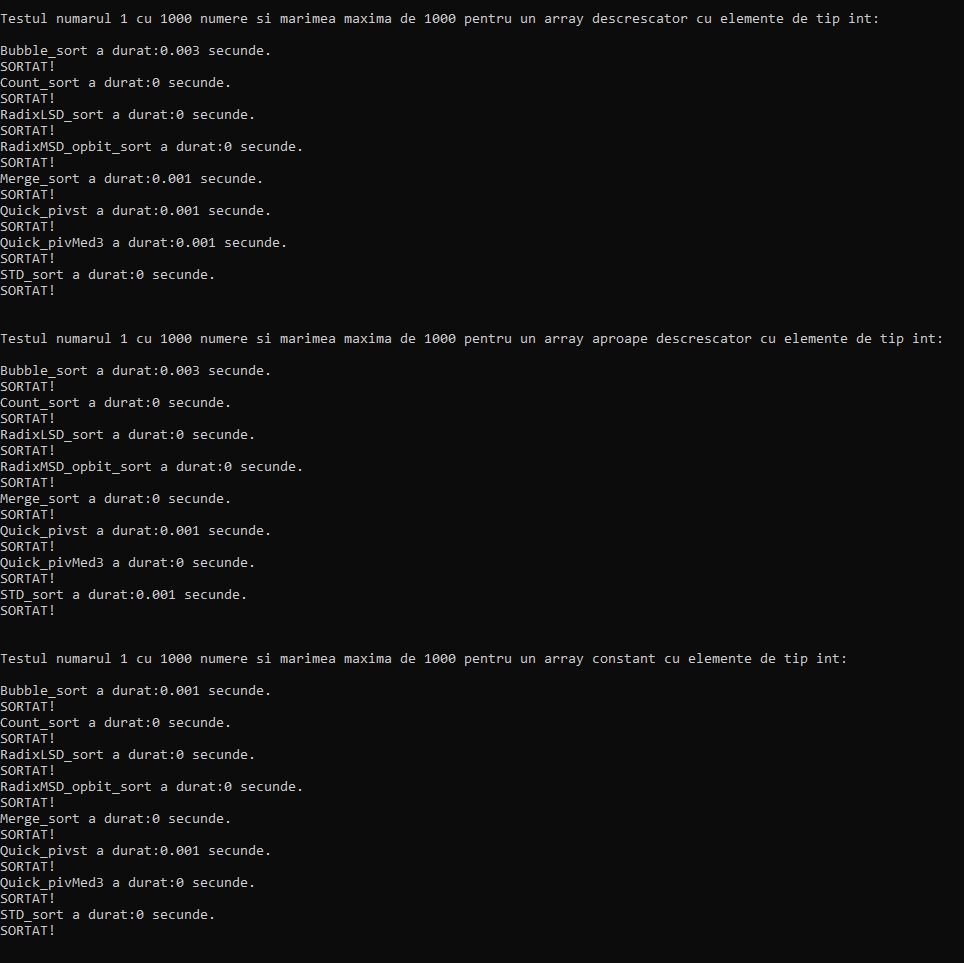 Testul numarul 1 cu 1000 numere si marimea maxima de 1000 pentru un array descrescator cu elemente de tip int:
Bubble_sort a durat:0.003 secunde.
SORTAT!
Count_sort a durat:0 secunde.
SORTAT!
RadixLSD_sort a durat:0 secunde.
SORTAT!
RadixMSD_opbit_sort a durat:0 secunde.
SORTAT!
Merge_sort a durat:0.001 secunde.
SORTAT!
Quick_pivst a durat:0.001 secunde.
SORTAT!
Quick_pivMed3 a durat:0.001 secunde.
SORTAT!
STD_sort a durat:0 secunde.
SORTAT!
Testul numarul 1 cu 1000 numere si marimea maxima de 1000 pentru un array aproape descrescator cu elemente de tip int:
Bubble_sort a durat:0.003 secunde.
SORTAT!
Count_sort a durat:0 secunde.
SORTAT!
RadixLSD_sort a durat:0 secunde.
SORTAT!
RadixMSD_opbit_sort a durat:0 secunde.
SORTAT!
Merge_sort a durat:0 secunde.
SORTAT!
Quick_pivst a durat:0.001 secunde.
SORTAT!
Quick_pivMed3 a durat:0 secunde.
SORTAT!
STD_sort a durat:0.001 secunde.
SORTAT!
Testul numarul 1 cu 1000 numere si marimea maxima de 1000 pentru un array constant cu elemente de tip int:
Bubble_sort a durat:0.001 secunde.
SORTAT!
Count_sort a durat:0 secunde.
SORTAT!
RadixLSD_sort a durat:0 secunde.
SORTAT!
RadixMSD_opbit_sort a durat:0 secunde.
SORTAT!
Merge_sort a durat:0 secunde.
SORTAT!
Quick_pivst a durat:0.001 secunde.
SORTAT!
Quick_pivMed3 a durat:0 secunde.
SORTAT!
STD_sort a durat:0 secunde.
SORTAT!